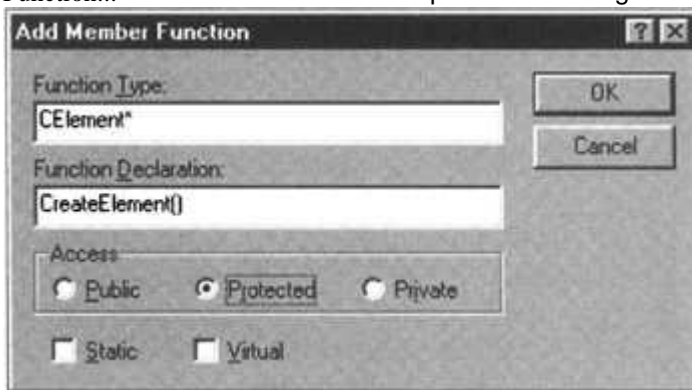 Add Member Function
Function Type:
OK
CElement*
Cancel
Function Declaration:
CreateElement()
Access
Public Protected Private
Static Virtual